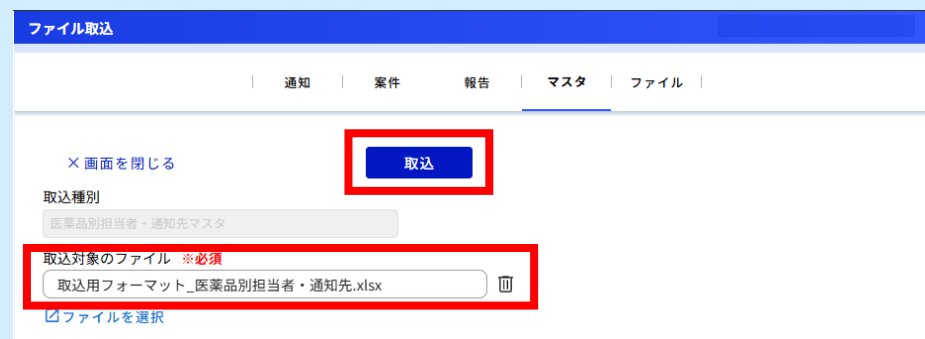 ファイル取込
通知 案件 報告 マスタ ファイル
×画面を閉じる 取込
取込種別
医薬品別担当者・通知先マスタ
取込対象のファイル ※必須
取込用フォーマット_医薬品別担当者・通知先.xlsx
ファイルを選択